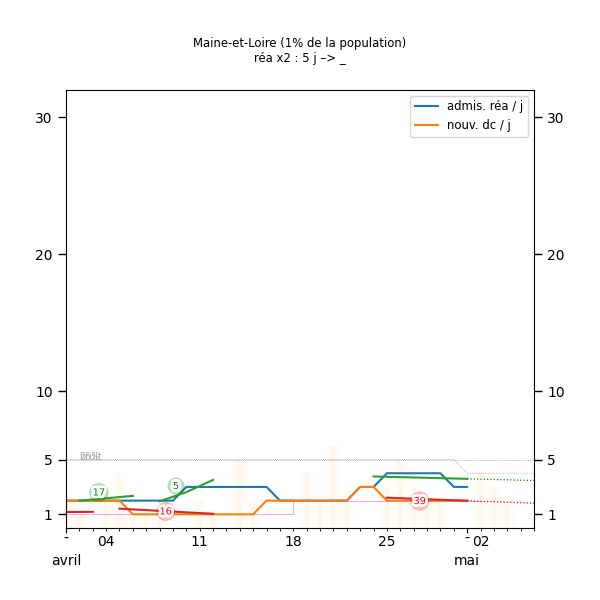 Maine-et-Loire (1% de la population)
réa x2 : 5 j –> _
admis. réa / j
nouv. dc / j
30 30
20 20
10 10
5 5
1 1
17
5
16
39
- 04 11 18 25 - 02
avril mai